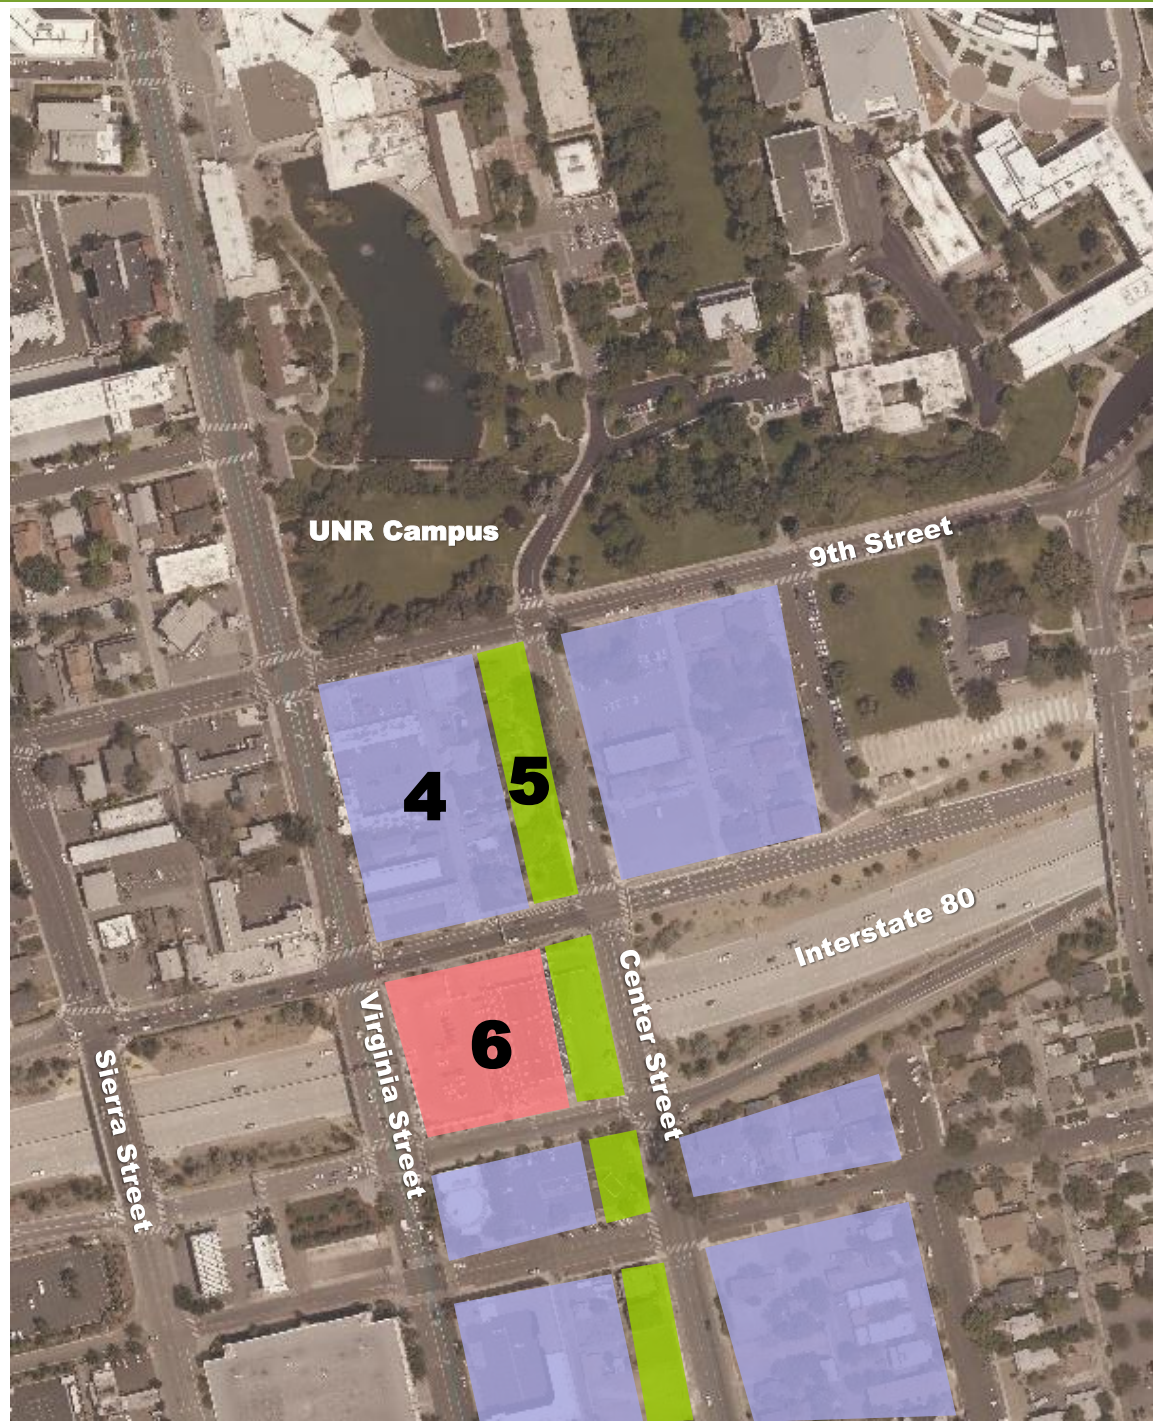 UNR Campus
9th Street
4
5
Interstate 80
Center Street
Virginia Street
6
Sierra Street